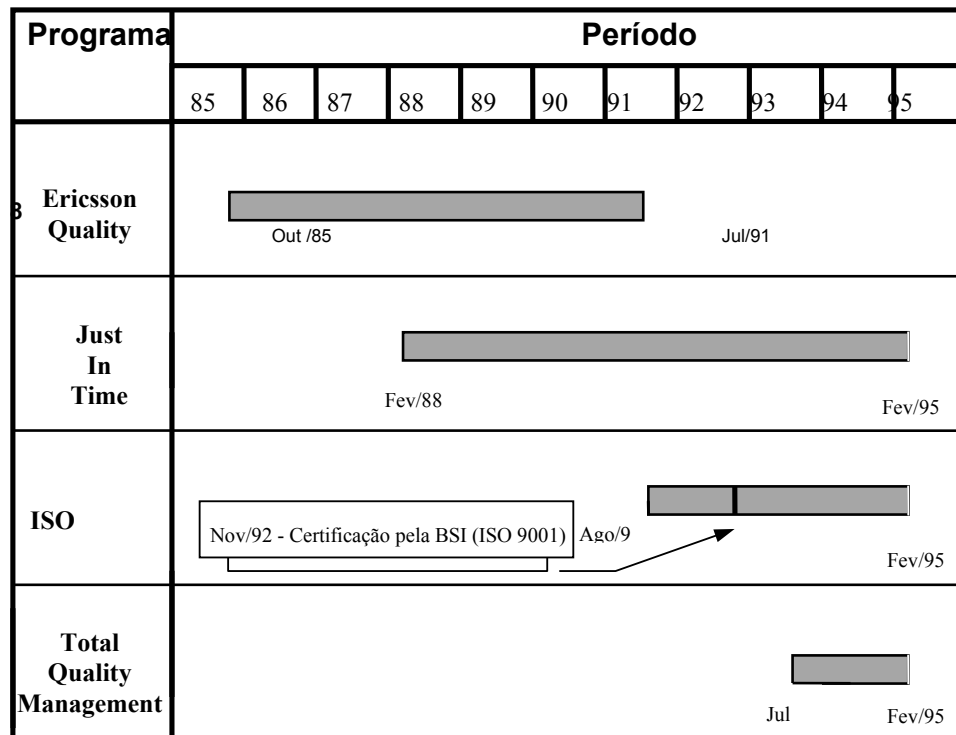 Programa
Período
85 86 87 88 89 90 91 92 93 94 95
Ericsson
Quality
Out /85
Jul/91
Just
In
Time
Fev/88
Fev/95
ISO
Nov/92 - Certificação pela BSI (ISO 9001)
Ago/9
Fev/95
Total
Quality
Management
Jul
Fev/95